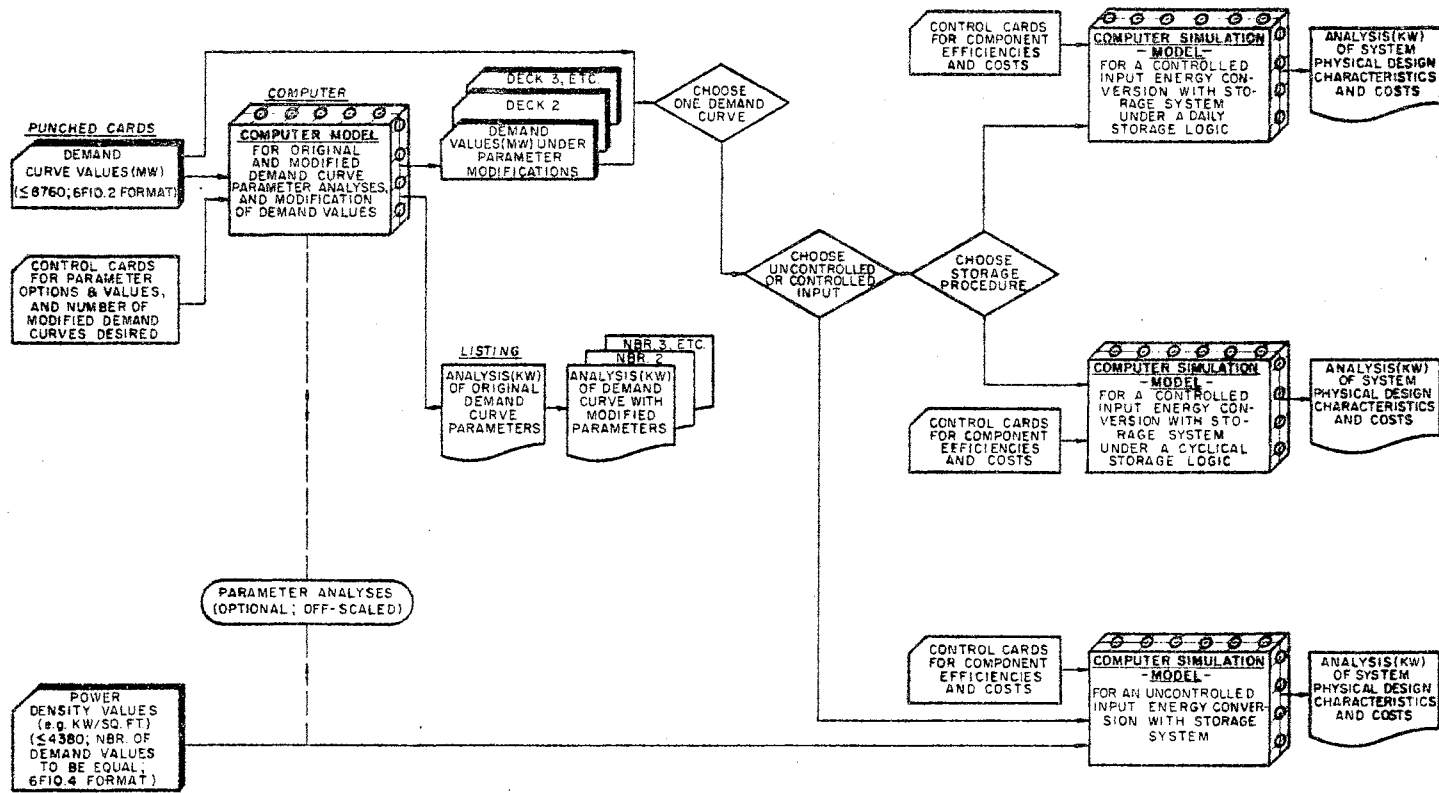 PUNCHED CARDS
DEMAND
CURVE VALUES (MW)
(≤8760; 6F10.2 FORMAT)
CONTROL CARDS
FOR PARAMETER
OPTIONS & VALUES,
AND NUMBER OF
MODIFIED DEMAND
CURVES DESIRED
COMPUTER
COMPUTER MODEL
FOR ORIGINAL
AND MODIFIED
DEMAND CURVE
PARAMETER ANALYSES,
AND MODIFICATION
OF DEMAND VALUES
DECK 3, ETC.
DECK 2
DEMAND
VALUES(MW) UNDER
PARAMETER
MODIFICATIONS
LISTING
ANALYSIS(KW)
OF ORIGINAL
DEMAND
CURVE
PARAMETERS
NBR. 3, ETC.
NBR. 2
ANALYSIS(KW)
OF DEMAND
CURVE WITH
MODIFIED
PARAMETERS
CHOOSE
ONE DEMAND
CURVE
CHOOSE
UNCONTROLLED
OR CONTROLLED
INPUT
CHOOSE
STORAGE
PROCEDURE
CONTROL CARDS
FOR COMPONENT
EFFICIENCIES
AND COSTS
COMPUTER SIMULATION
-MODEL-
FOR A CONTROLLED
INPUT ENERGY CON-
VERSION WITH STO-
RAGE SYSTEM
UNDER A DAILY
STORAGE LOGIC
ANALYSIS(KW)
OF SYSTEM
PHYSICAL DESIGN
CHARACTERISTICS
AND COSTS
CONTROL CARDS
FOR COMPONENT
EFFICIENCIES
AND COSTS
COMPUTER SIMULATION
-MODEL-
FOR A CONTROLLED
INPUT ENERGY CON-
VERSION WITH STO-
RAGE SYSTEM
UNDER A CYCLICAL
STORAGE LOGIC
ANALYSIS(KW)
OF SYSTEM
PHYSICAL DESIGN
CHARACTERISTICS
AND COSTS
PARAMETER ANALYSES
(OPTIONAL; OFF-SCALED)
POWER
DENSITY VALUES
(e.g. KW/SQ. FT)
(≤4380; NBR. OF
DEMAND VALUES
TO BE EQUAL;
6F10.4 FORMAT)
CONTROL CARDS
FOR COMPONENT
EFFICIENCIES
AND COSTS
COMPUTER SIMULATION
-MODEL-
FOR AN UNCONTROLLED
INPUT ENERGY CONVER-
SION WITH STORAGE
SYSTEM
ANALYSIS(KW)
OF SYSTEM
PHYSICAL DESIGN
CHARACTERISTICS
AND COSTS